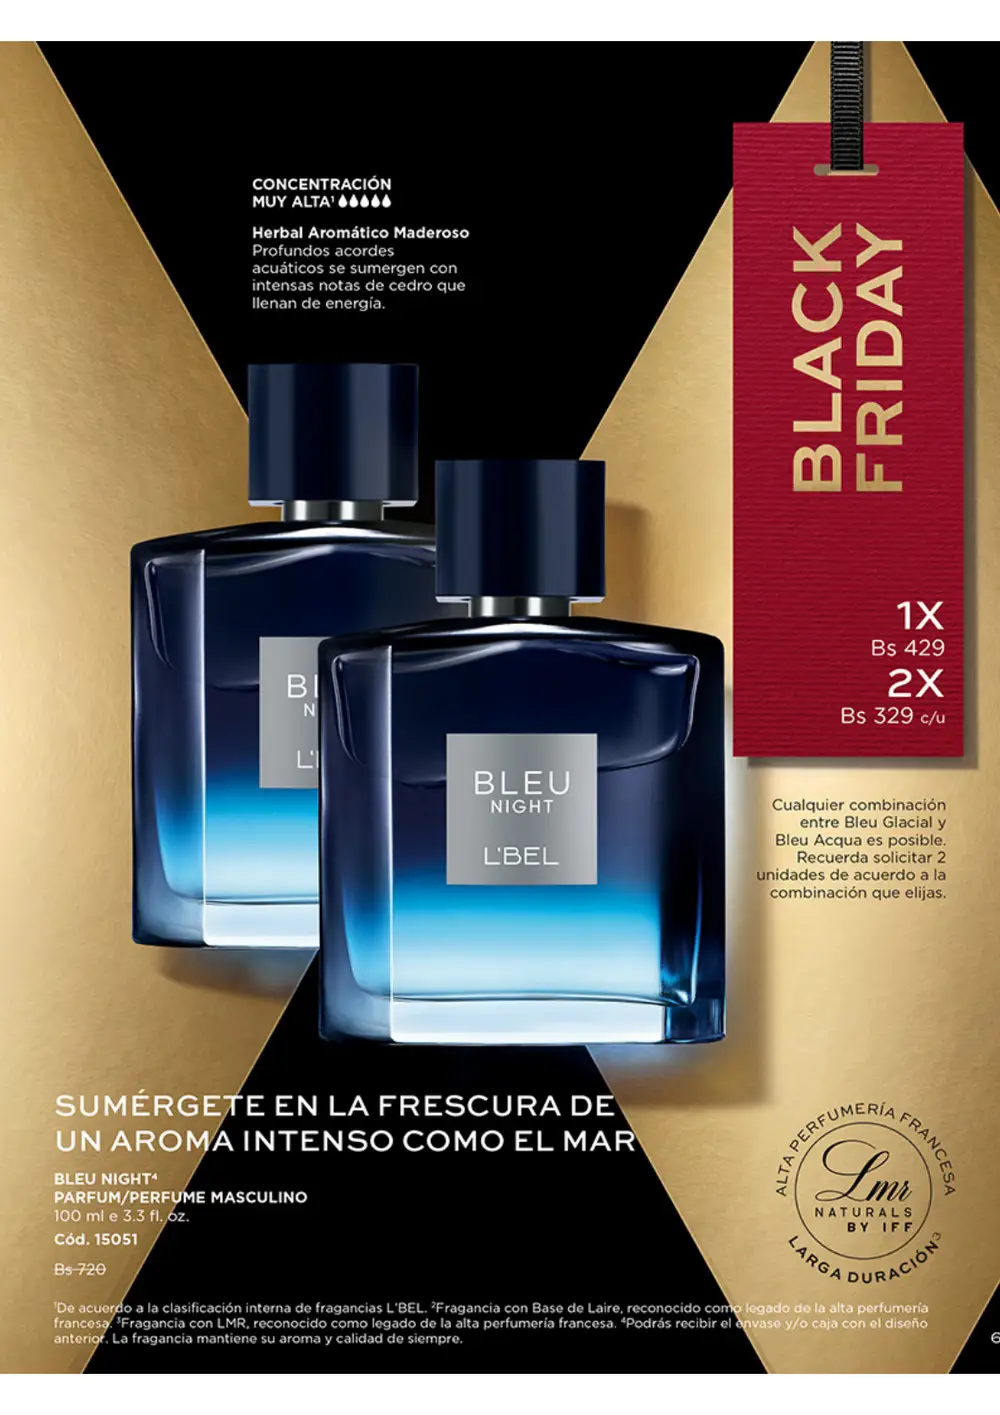 CONCENTRACIÓN
MUY ALTA¹
Herbal Aromático Maderoso
Profundos acordes
acuáticos se sumergen con
intensas notas de cedro que
llenan de energía.
BLACK
FRIDAY
1X
Bs 429
2X
Bs 329 c/u
Cualquier combinación
entre Bleu Glacial y
Bleu Acqua es posible.
Recuerda solicitar 2
unidades de acuerdo a la
combinación que elijas.
BL
N
L'
BLEU
NIGHT
L'BEL
SUMÉRGETE EN LA FRESCURA DE
UN AROMA INTENSO COMO EL MAR
BLEU NIGHT⁴
PARFUM/PERFUME MASCULINO
100 ml e 3.3 fl. oz.
Cód. 15051
Bs 720
ALTA PERFUMERÍA FRANCESA
Lmr
NATURALS
BY IFF
LARGA DURACIÓN³
¹De acuerdo a la clasificación interna de fragancias L'BEL. ²Fragancia con Base de Laire, reconocido como legado de la alta perfumería
francesa. ³Fragancia con LMR, reconocido como legado de la alta perfumería francesa. ⁴Podrás recibir el envase y/o caja con el diseño
anterior. La fragancia mantiene su aroma y calidad de siempre.
6